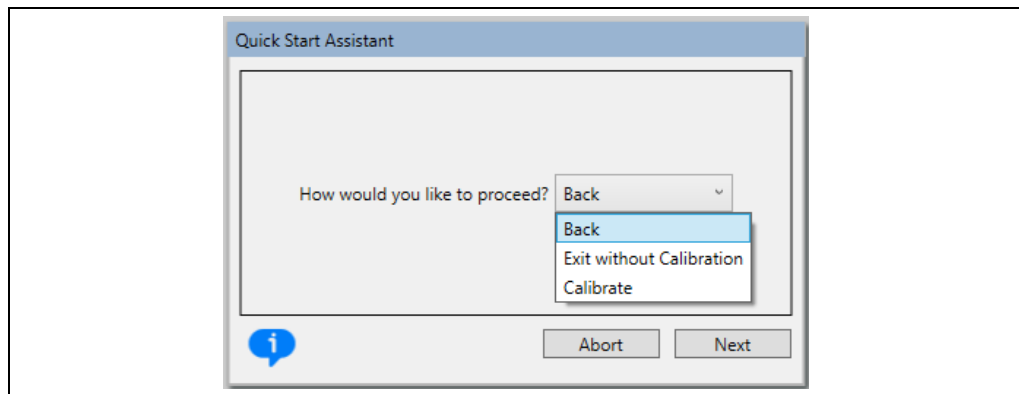 Quick Start Assistant
How would you like to proceed? Back
Back
Exit without Calibration
Calibrate
i
Abort Next